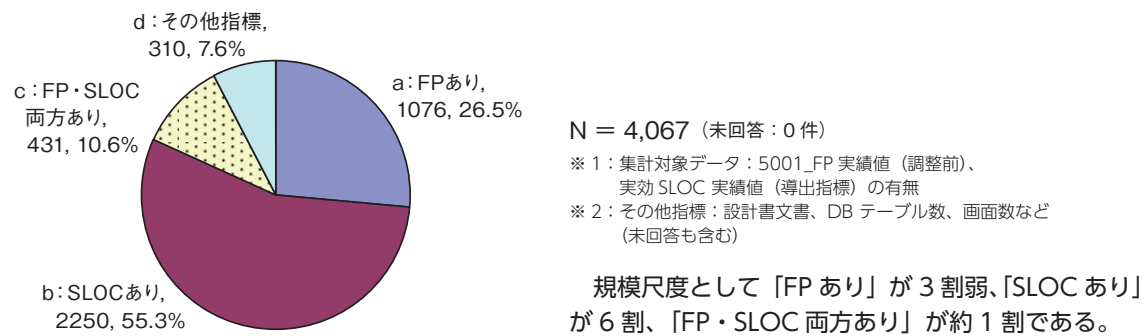 d：その他指標,
310, 7.6%
a：FPあり,
1076, 26.5%
c：FP・SLOC
両方あり,
431, 10.6%
b：SLOCあり,
2250, 55.3%
N ＝ 4,067（未回答：0 件）
※ 1：集計対象データ：5001_FP 実績値（調整前）、
実効 SLOC 実績値（導出指標）の有無
※ 2：その他指標：設計書文書、DB テーブル数、画面数など
（未回答も含む）
規模尺度として「FP あり」が 3 割弱、「SLOC あり」
が 6 割、「FP・SLOC 両方あり」が約 1 割である。